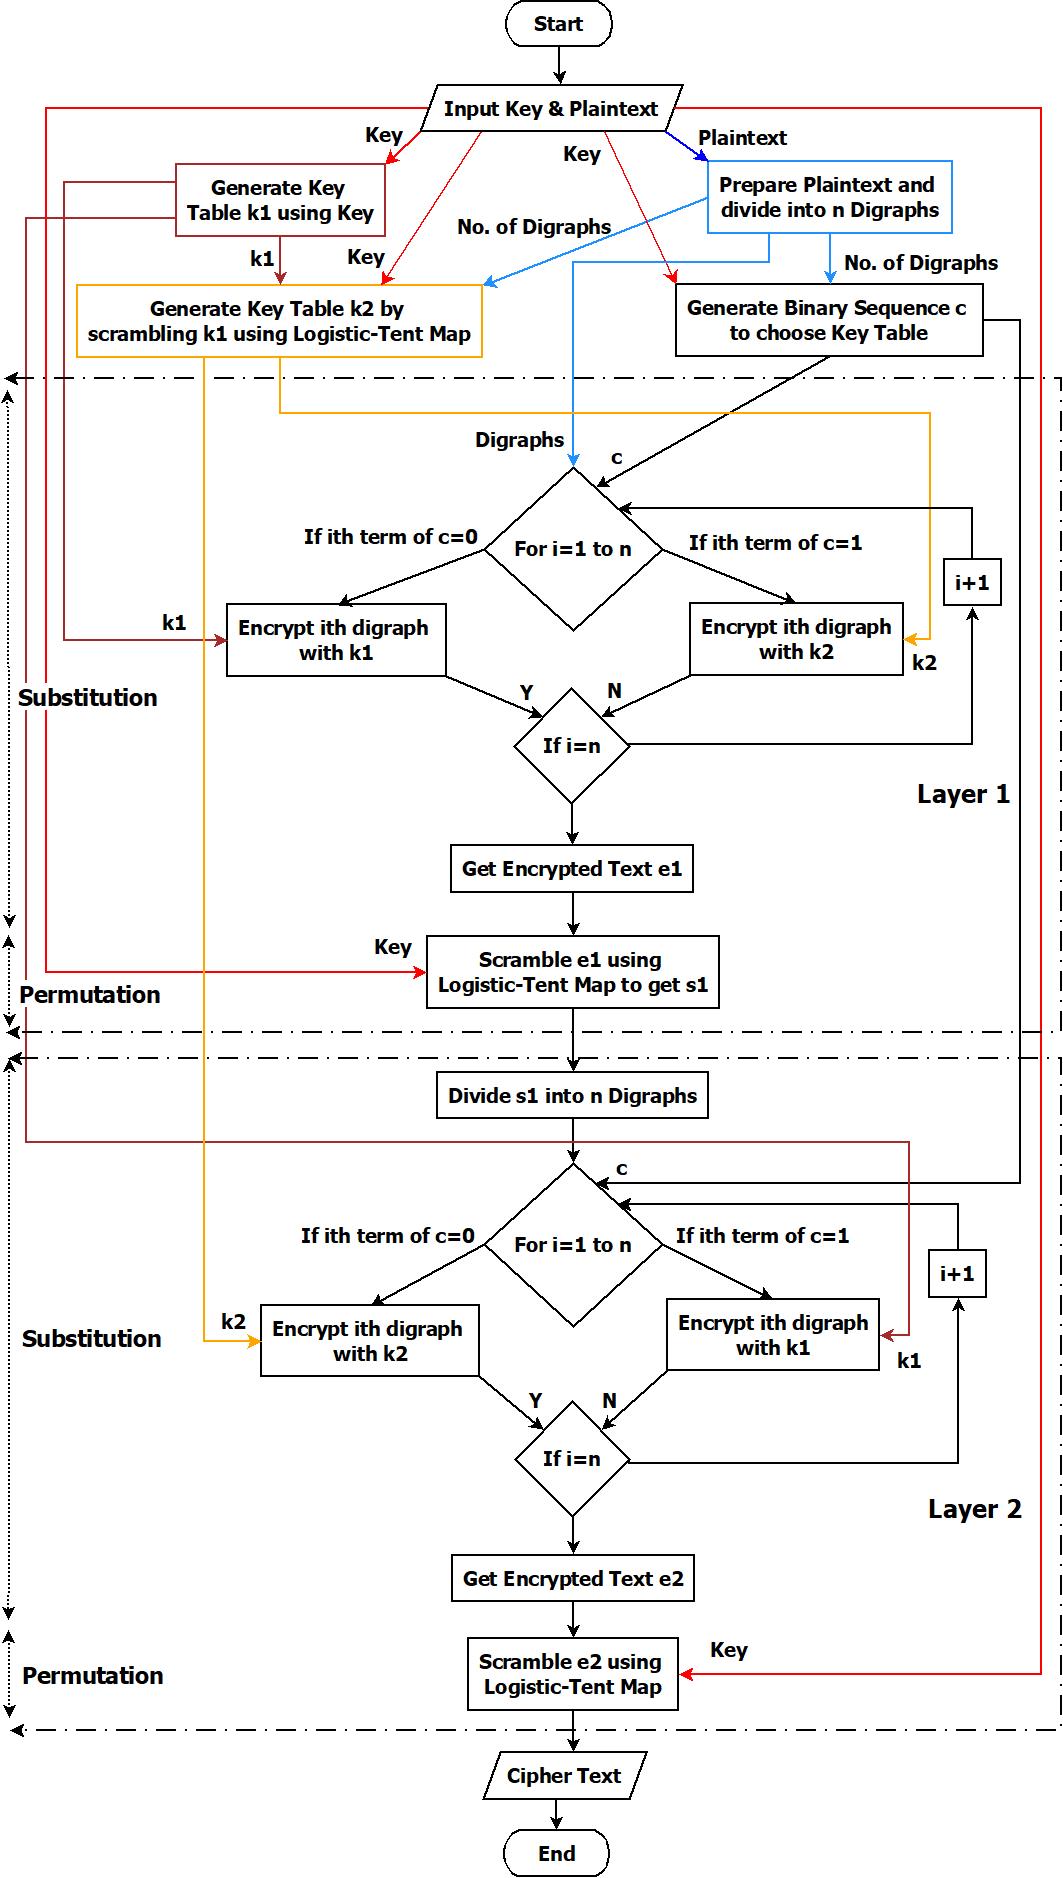 Start
Input Key & Plaintext
Key
Key
Plaintext
Generate Key
Table k1 using Key
Prepare Plaintext and
divide into n Digraphs
No. of Digraphs
k1
Key
No. of Digraphs
Generate Key Table k2 by
scrambling k1 using Logistic-Tent Map
Generate Binary Sequence c
to choose Key Table
Digraphs
c
If ith term of c=0
For i=1 to n
If ith term of c=1
i+1
k1
Encrypt ith digraph
with k1
Encrypt ith digraph
with k2
k2
Substitution
Y
N
If i=n
Layer 1
Get Encrypted Text e1
Key
Scramble e1 using
Logistic-Tent Map to get s1
Permutation
Divide s1 into n Digraphs
c
If ith term of c=0
For i=1 to n
If ith term of c=1
i+1
k2
Encrypt ith digraph
with k2
Encrypt ith digraph
with k1
k1
Substitution
Y
N
If i=n
Layer 2
Get Encrypted Text e2
Key
Scramble e2 using
Logistic-Tent Map
Permutation
Cipher Text
End